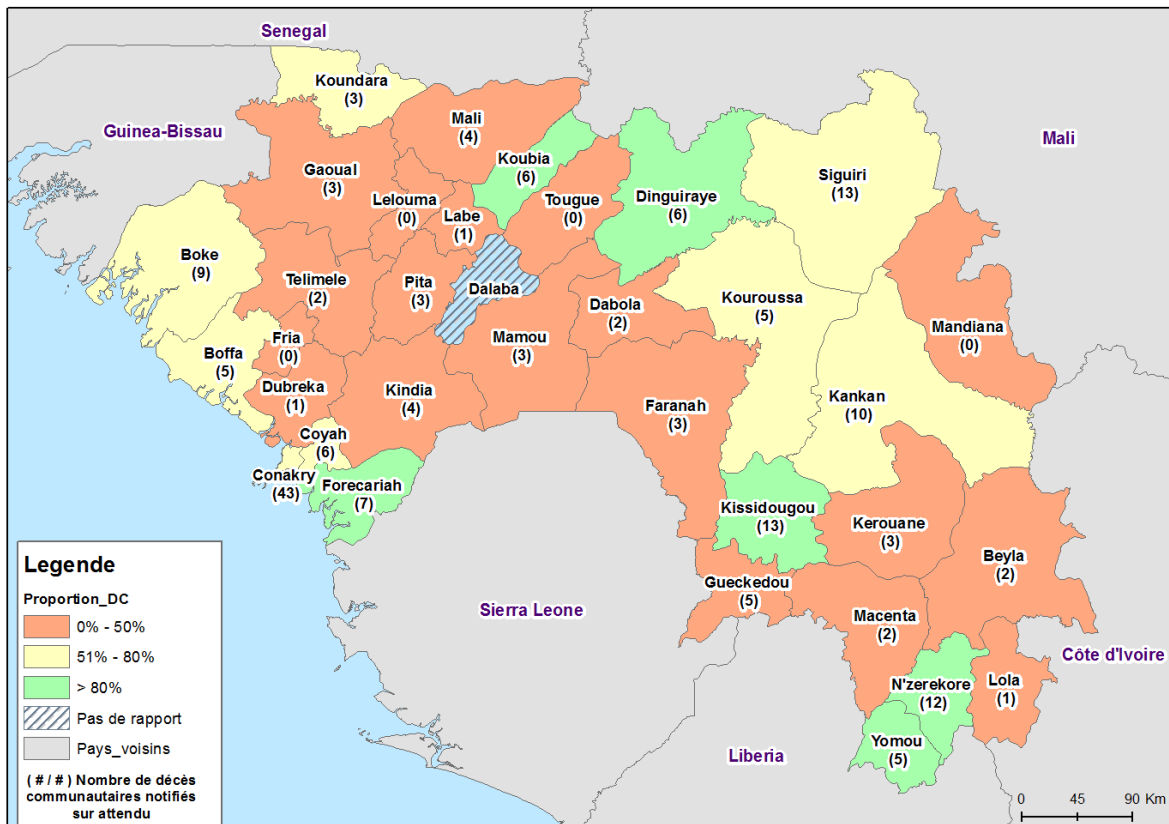 Senegal
Koundara
(3)
Guinea-Bissau
Mali
(4)
Mali
Koubia
(6)
Gaoual
(3)
Siguiri
(13)
Lelouma
(0)
Labe
(1)
Tougue
(0)
Dinguiraye
(6)
Boke
(9)
Telimele
(2)
Pita
(3)
Dalaba
Dabola
(2)
Kouroussa
(5)
Mandiana
(0)
Fria
(0)
Mamou
(3)
Boffa
(5)
Dubreka
(1)
Kindia
(4)
Faranah
(3)
Kankan
(10)
Coyah
(6)
Conakry
(43)
Forecariah
(7)
Kissidougou
(13)
Kerouane
(3)
Beyla
(2)
Gueckedou
(5)
Sierra Leone
Macenta
(2)
Côte d'Ivoire
N'zerekore
(12)
Lola
(1)
Yomou
(5)
Liberia
Legende
Proportion_DC
0% - 50%
51% - 80%
> 80%
Pas de rapport
Pays_voisins
( # / # ) Nombre de décès
communautaires notifiés
sur attendu
0 45 90 Km